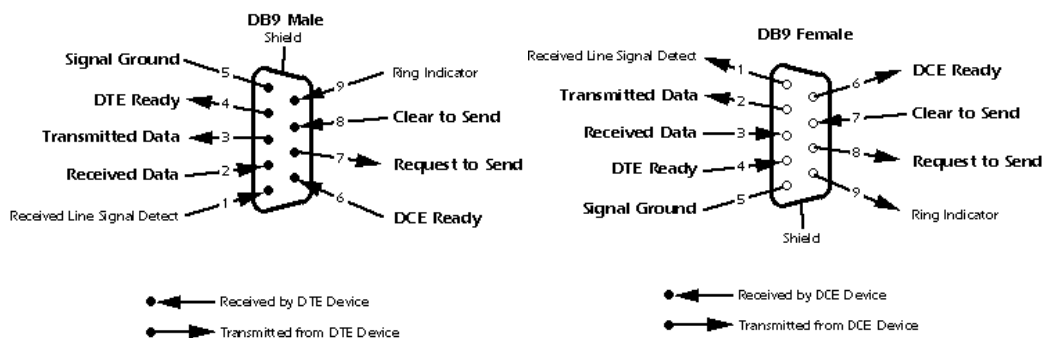 DB9 Male
Shield
Signal Ground
5
9
Ring Indicator
DTE Ready
4
8
Clear to Send
Transmitted Data
3
7
Request to Send
Received Data
2
6
DCE Ready
Received Line Signal Detect
1
Received by DTE Device
Transmitted from DTE Device
DB9 Female
Received Line Signal Detect
1
6
DCE Ready
Transmitted Data
2
7
Clear to Send
Received Data
3
8
Request to Send
DTE Ready
4
9
Ring Indicator
Signal Ground
5
Shield
Received by DCE Device
Transmitted from DCE Device